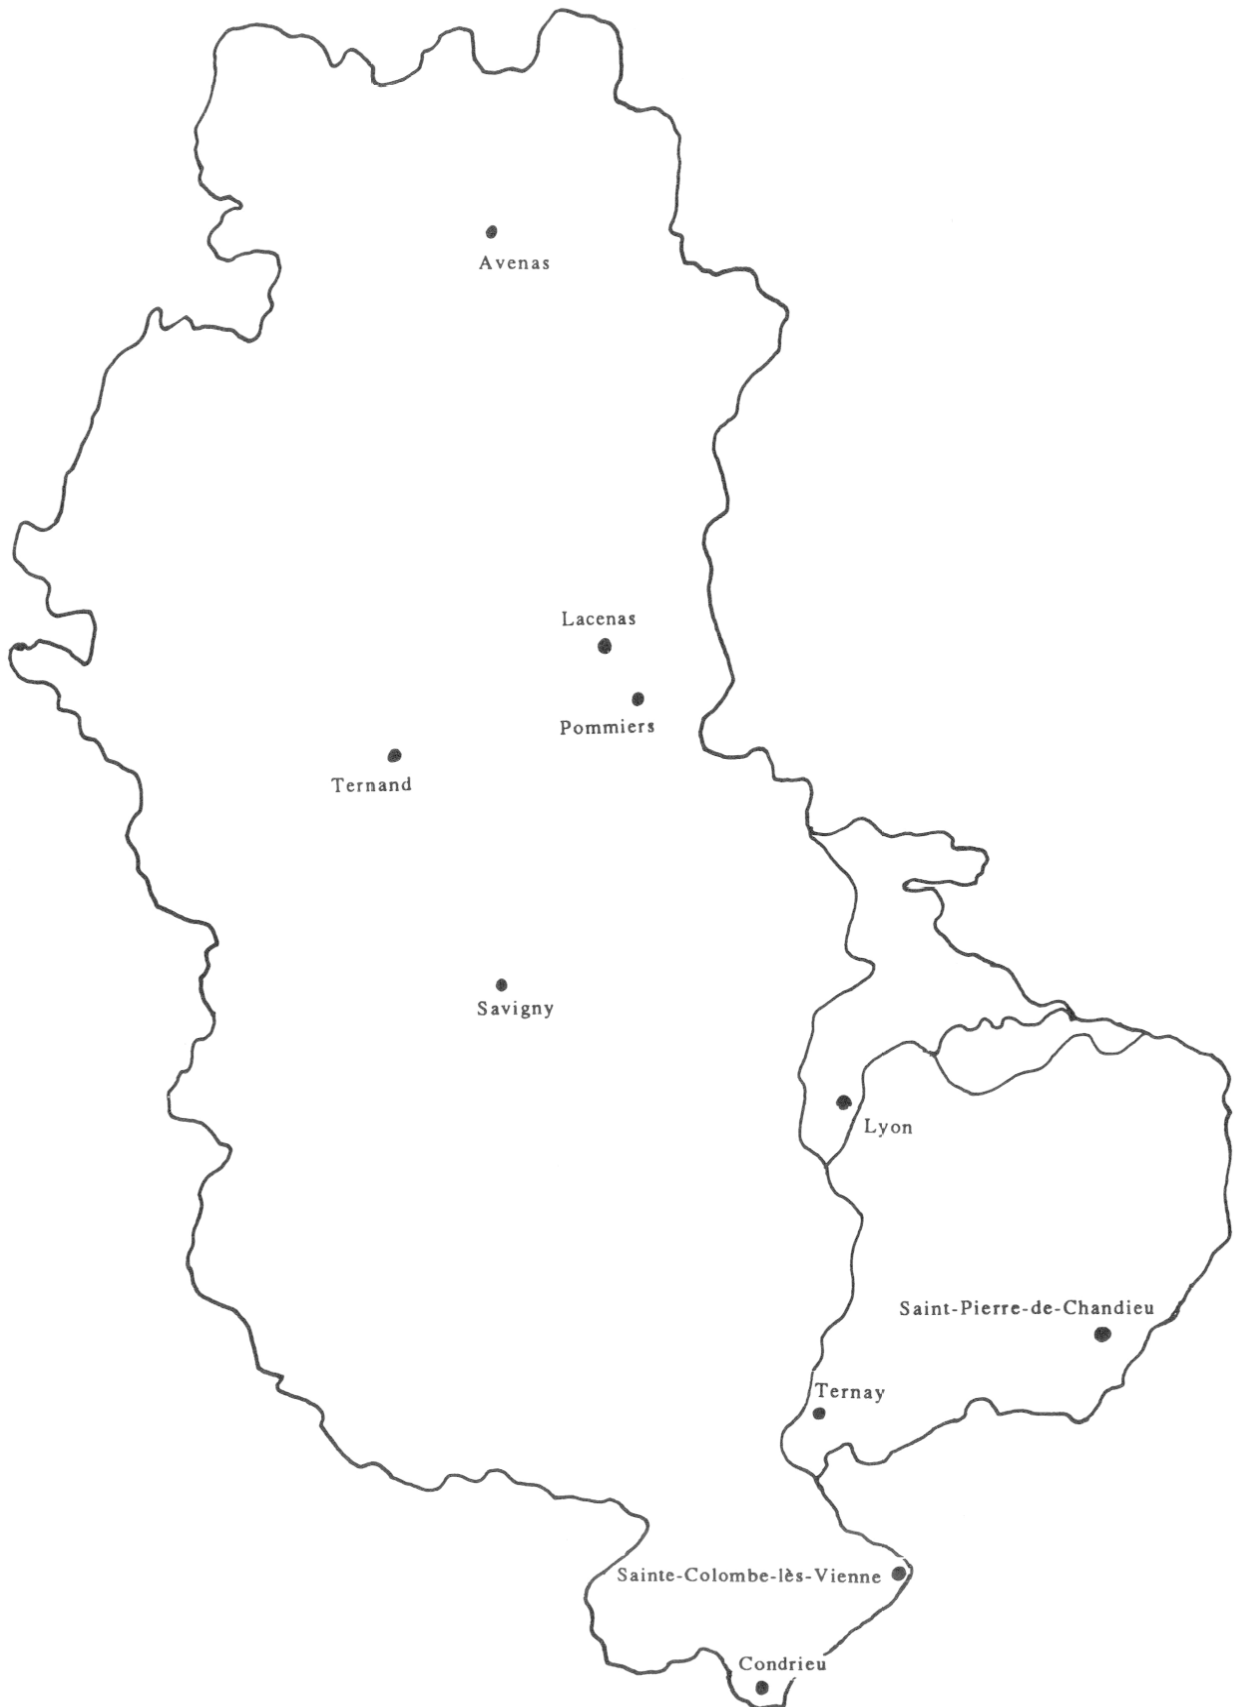 Avenas
Lacenas
Pommiers
Ternand
Savigny
Lyon
Saint-Pierre-de-Chandieu
Ternay
Sainte-Colombe-lès-Vienne
Condrieu